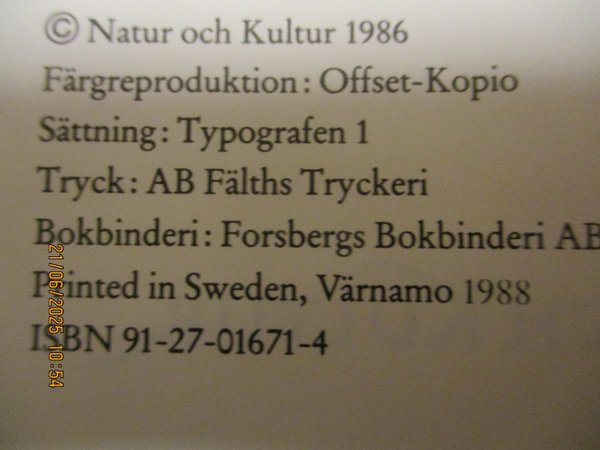 © Natur och Kultur 1986
Färgreproduktion: Offset-Kopio
Sättning: Typografen 1
Tryck: AB Fälths Tryckeri
Bokbinderi: Forsbergs Bokbinderi AB
Printed in Sweden, Värnamo 1988
ISBN 91-27-01671-4
21/06/2025 10:54